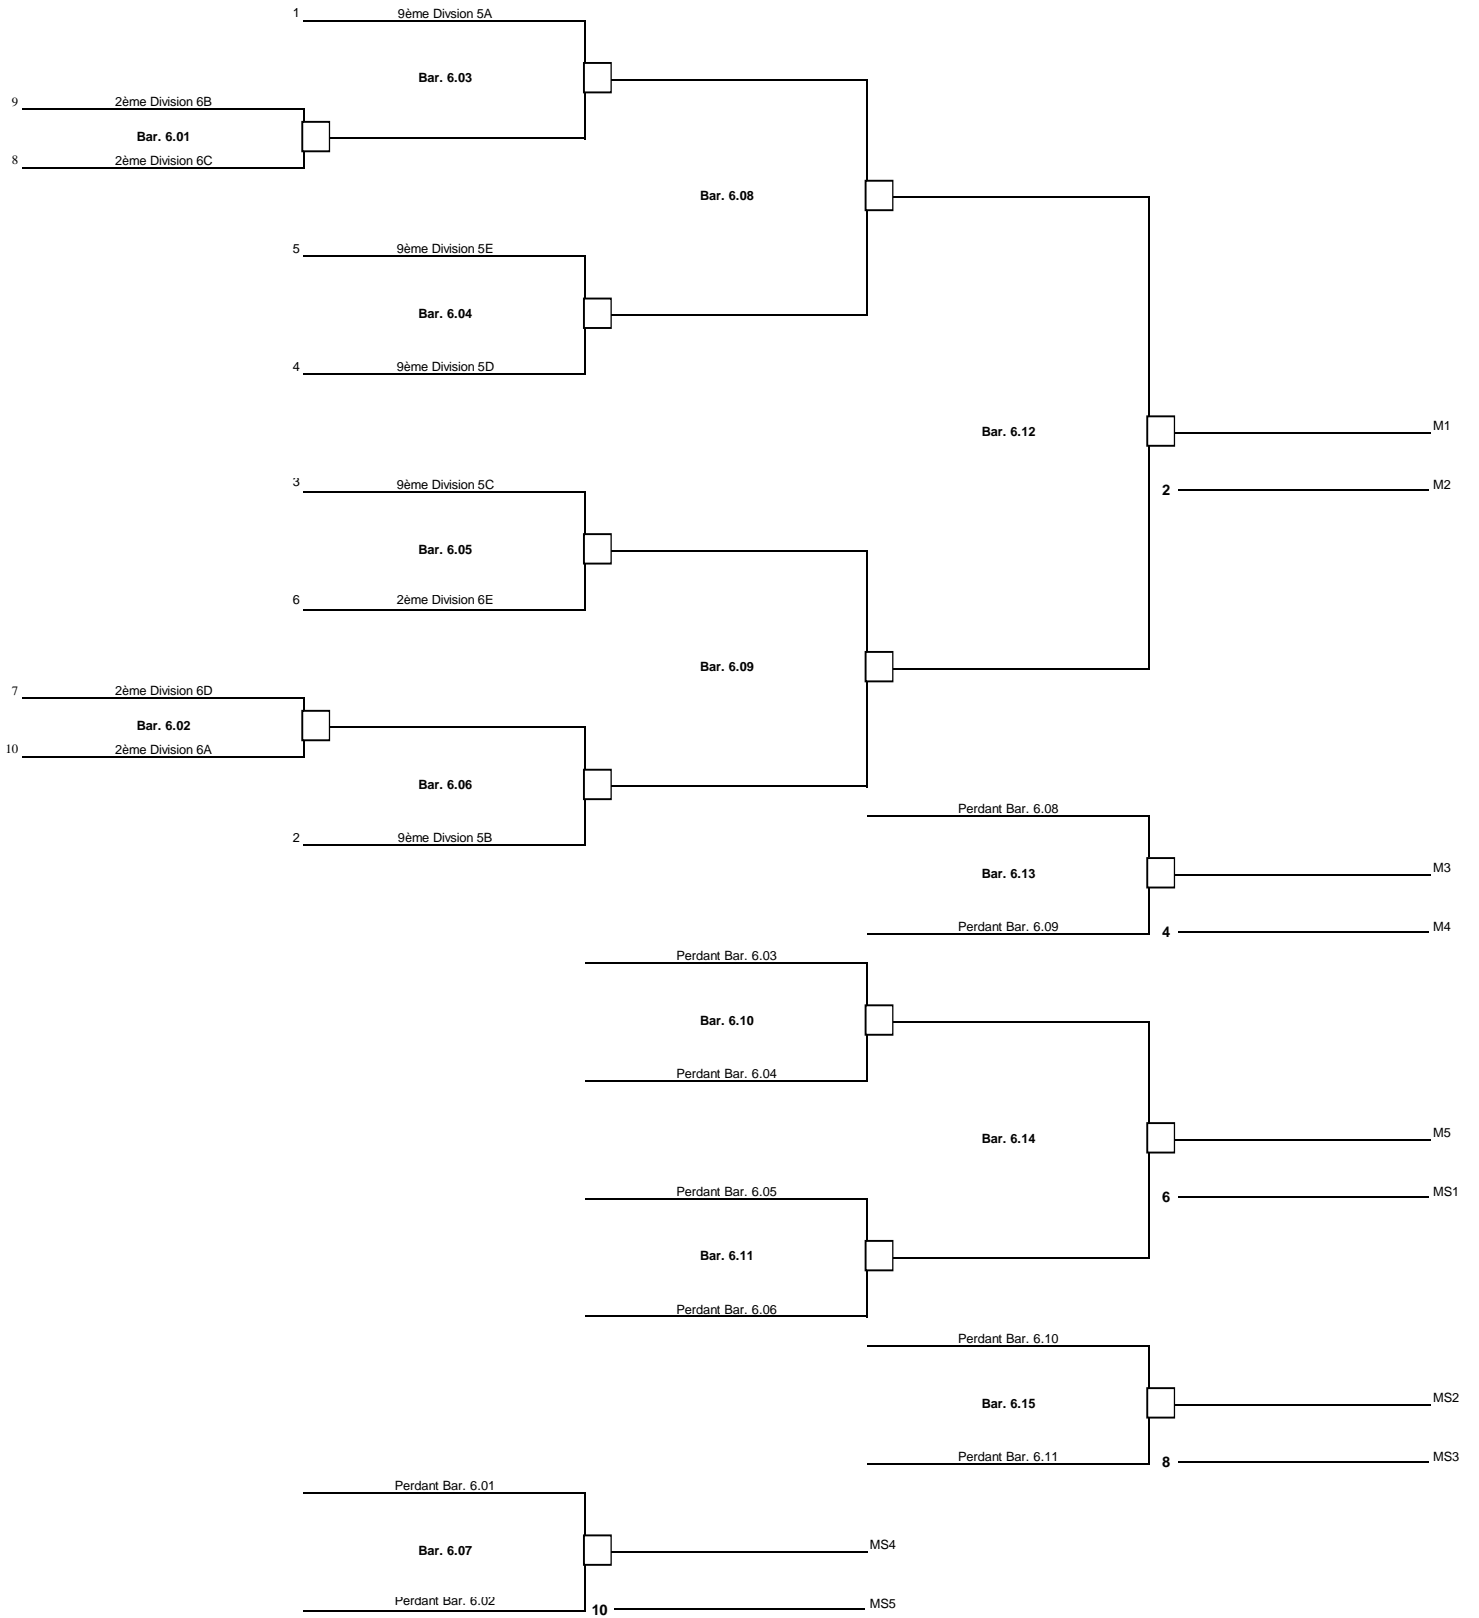 1 9ème Divsion 5A
Bar. 6.03
9 2ème Division 6B
Bar. 6.01
8 2ème Division 6C
Bar. 6.08
5 9ème Division 5E
Bar. 6.04
4 9ème Division 5D
Bar. 6.12
M1
3 9ème Division 5C
2 M2
Bar. 6.05
6 2ème Division 6E
Bar. 6.09
7 2ème Division 6D
Bar. 6.02
10 2ème Division 6A
Bar. 6.06
Perdant Bar. 6.08
2 9ème Divsion 5B
Bar. 6.13
M3
Perdant Bar. 6.09
4 M4
Perdant Bar. 6.03
Bar. 6.10
Perdant Bar. 6.04
Bar. 6.14
M5
Perdant Bar. 6.05
6 MS1
Bar. 6.11
Perdant Bar. 6.06
Perdant Bar. 6.10
Bar. 6.15
MS2
Perdant Bar. 6.11
8 MS3
Perdant Bar. 6.01
Bar. 6.07
MS4
Perdant Bar. 6.02
10 MS5